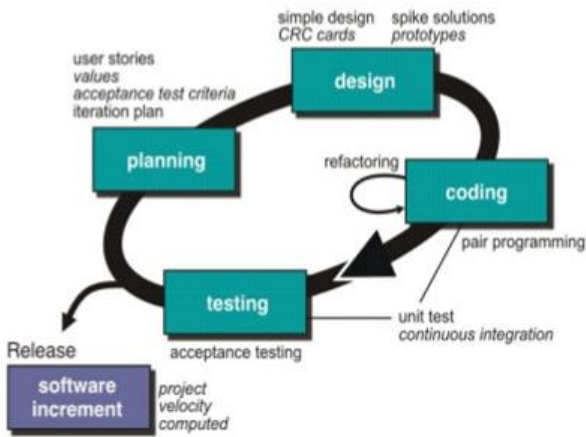 simple design
CRC cards
spike solutions
prototypes
user stories
values
acceptance test criteria
iteration plan
design
planning
refactoring
coding
pair programming
testing
unit test
continuous integration
acceptance testing
Release
software
increment
project
velocity
computed